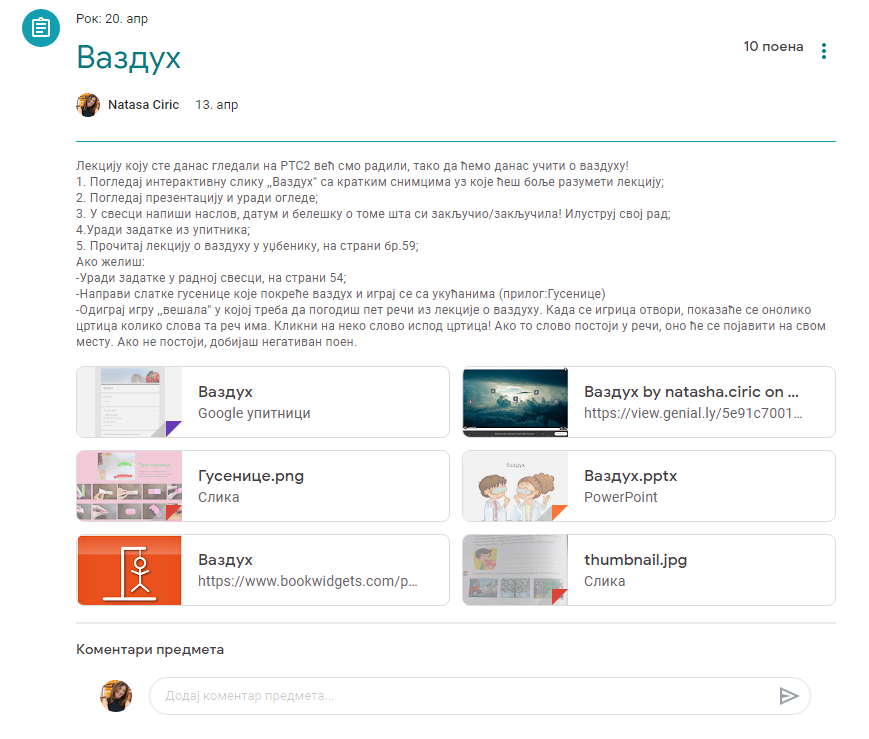 Рок: 20. апр
Ваздух
10 поена
Natasa Ciric 13. апр
Лекцију коју сте данас гледали на РТС2 већ смо радили, тако да ћемо данас учити о ваздуху!
1. Погледај интерактивну слику ,,Ваздух" са кратким снимцима уз које ћеш боље разумети лекцију;
2. Погледај презентацију и уради огледе;
3. У свесци напиши наслов, датум и белешку о томе шта си закључио/закључила! Илуструј свој рад;
4.Уради задатке из упитника;
5. Прочитај лекцију о ваздуху у уџбенику, на страни бр.59;
Ако желиш:
-Уради задатке у радној свесци, на страни 54;
-Направи слатке гусенице које покреће ваздух и играј се са укућанима (прилог:Гусенице)
-Одиграј игру ,,вешала" у којој треба да погодиш пет речи из лекције о ваздуху. Када се игрица отвори, показаће се онолико
цртица колико слова та реч има. Кликни на неко слово испод цртица! Ако то слово постоји у речи, оно ће се појавити на свом
месту. Ако не постоји, добијаш негативан поен.
Ваздух
Google упитници
Ваздух by natasha.ciric on ...
https://view.genial.ly/5e91c7001...
Гусенице.png
Слика
Ваздух
Ваздух.pptx
PowerPoint
Ваздух
https://www.bookwidgets.com/p...
thumbnail.jpg
Слика
Коментари предмета
Додај коментар предмета...